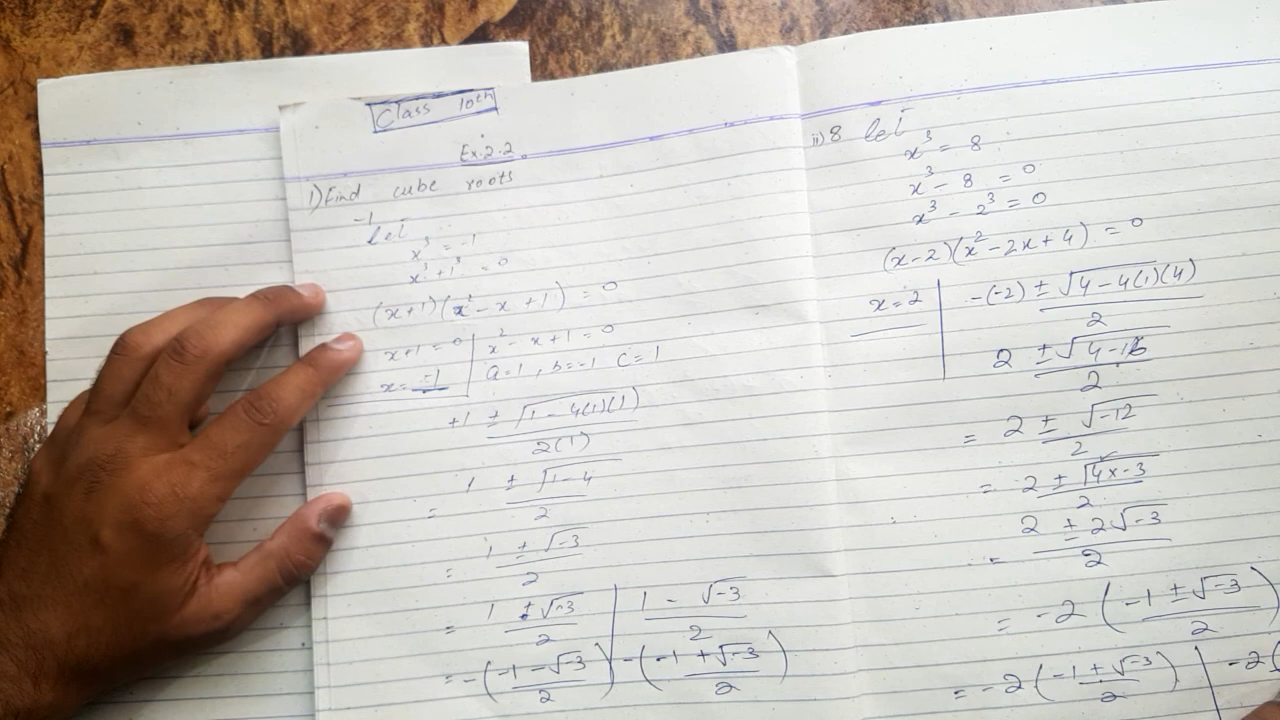 Class 10th
Ex.2.2.
1) Find cube roots
-1
let
x³ = -1
x³ + 1³ = 0
(x+1)(x² - x + 1) = 0
x+1 = 0 | x² - x + 1 = 0
x = -1 | a=1, b=-1 C=1
+1 ± √1 - 4(1)(1) / 2(1)
= 1 ± √1-4 / 2
= 1 ± √-3 / 2
= 1 ± √-3 / 2 | 1 - √-3 / 2
= -(-1 - √-3 / 2) | -(-1 + √-3 / 2)
ii) 8 let
x³ = 8
x³ - 8 = 0
x³ - 2³ = 0
(x-2)(x² - 2x + 4) = 0
x = 2 | -(-2) ± √4 - 4(1)(4) / 2
2 ± √4-16 / 2
= 2 ± √-12 / 2
= 2 ± √4x-3 / 2
= 2 ± 2√-3 / 2
= -2 (-1 ± √-3 / 2)
= -2 (-1 ± √-3 / 2) | -2(